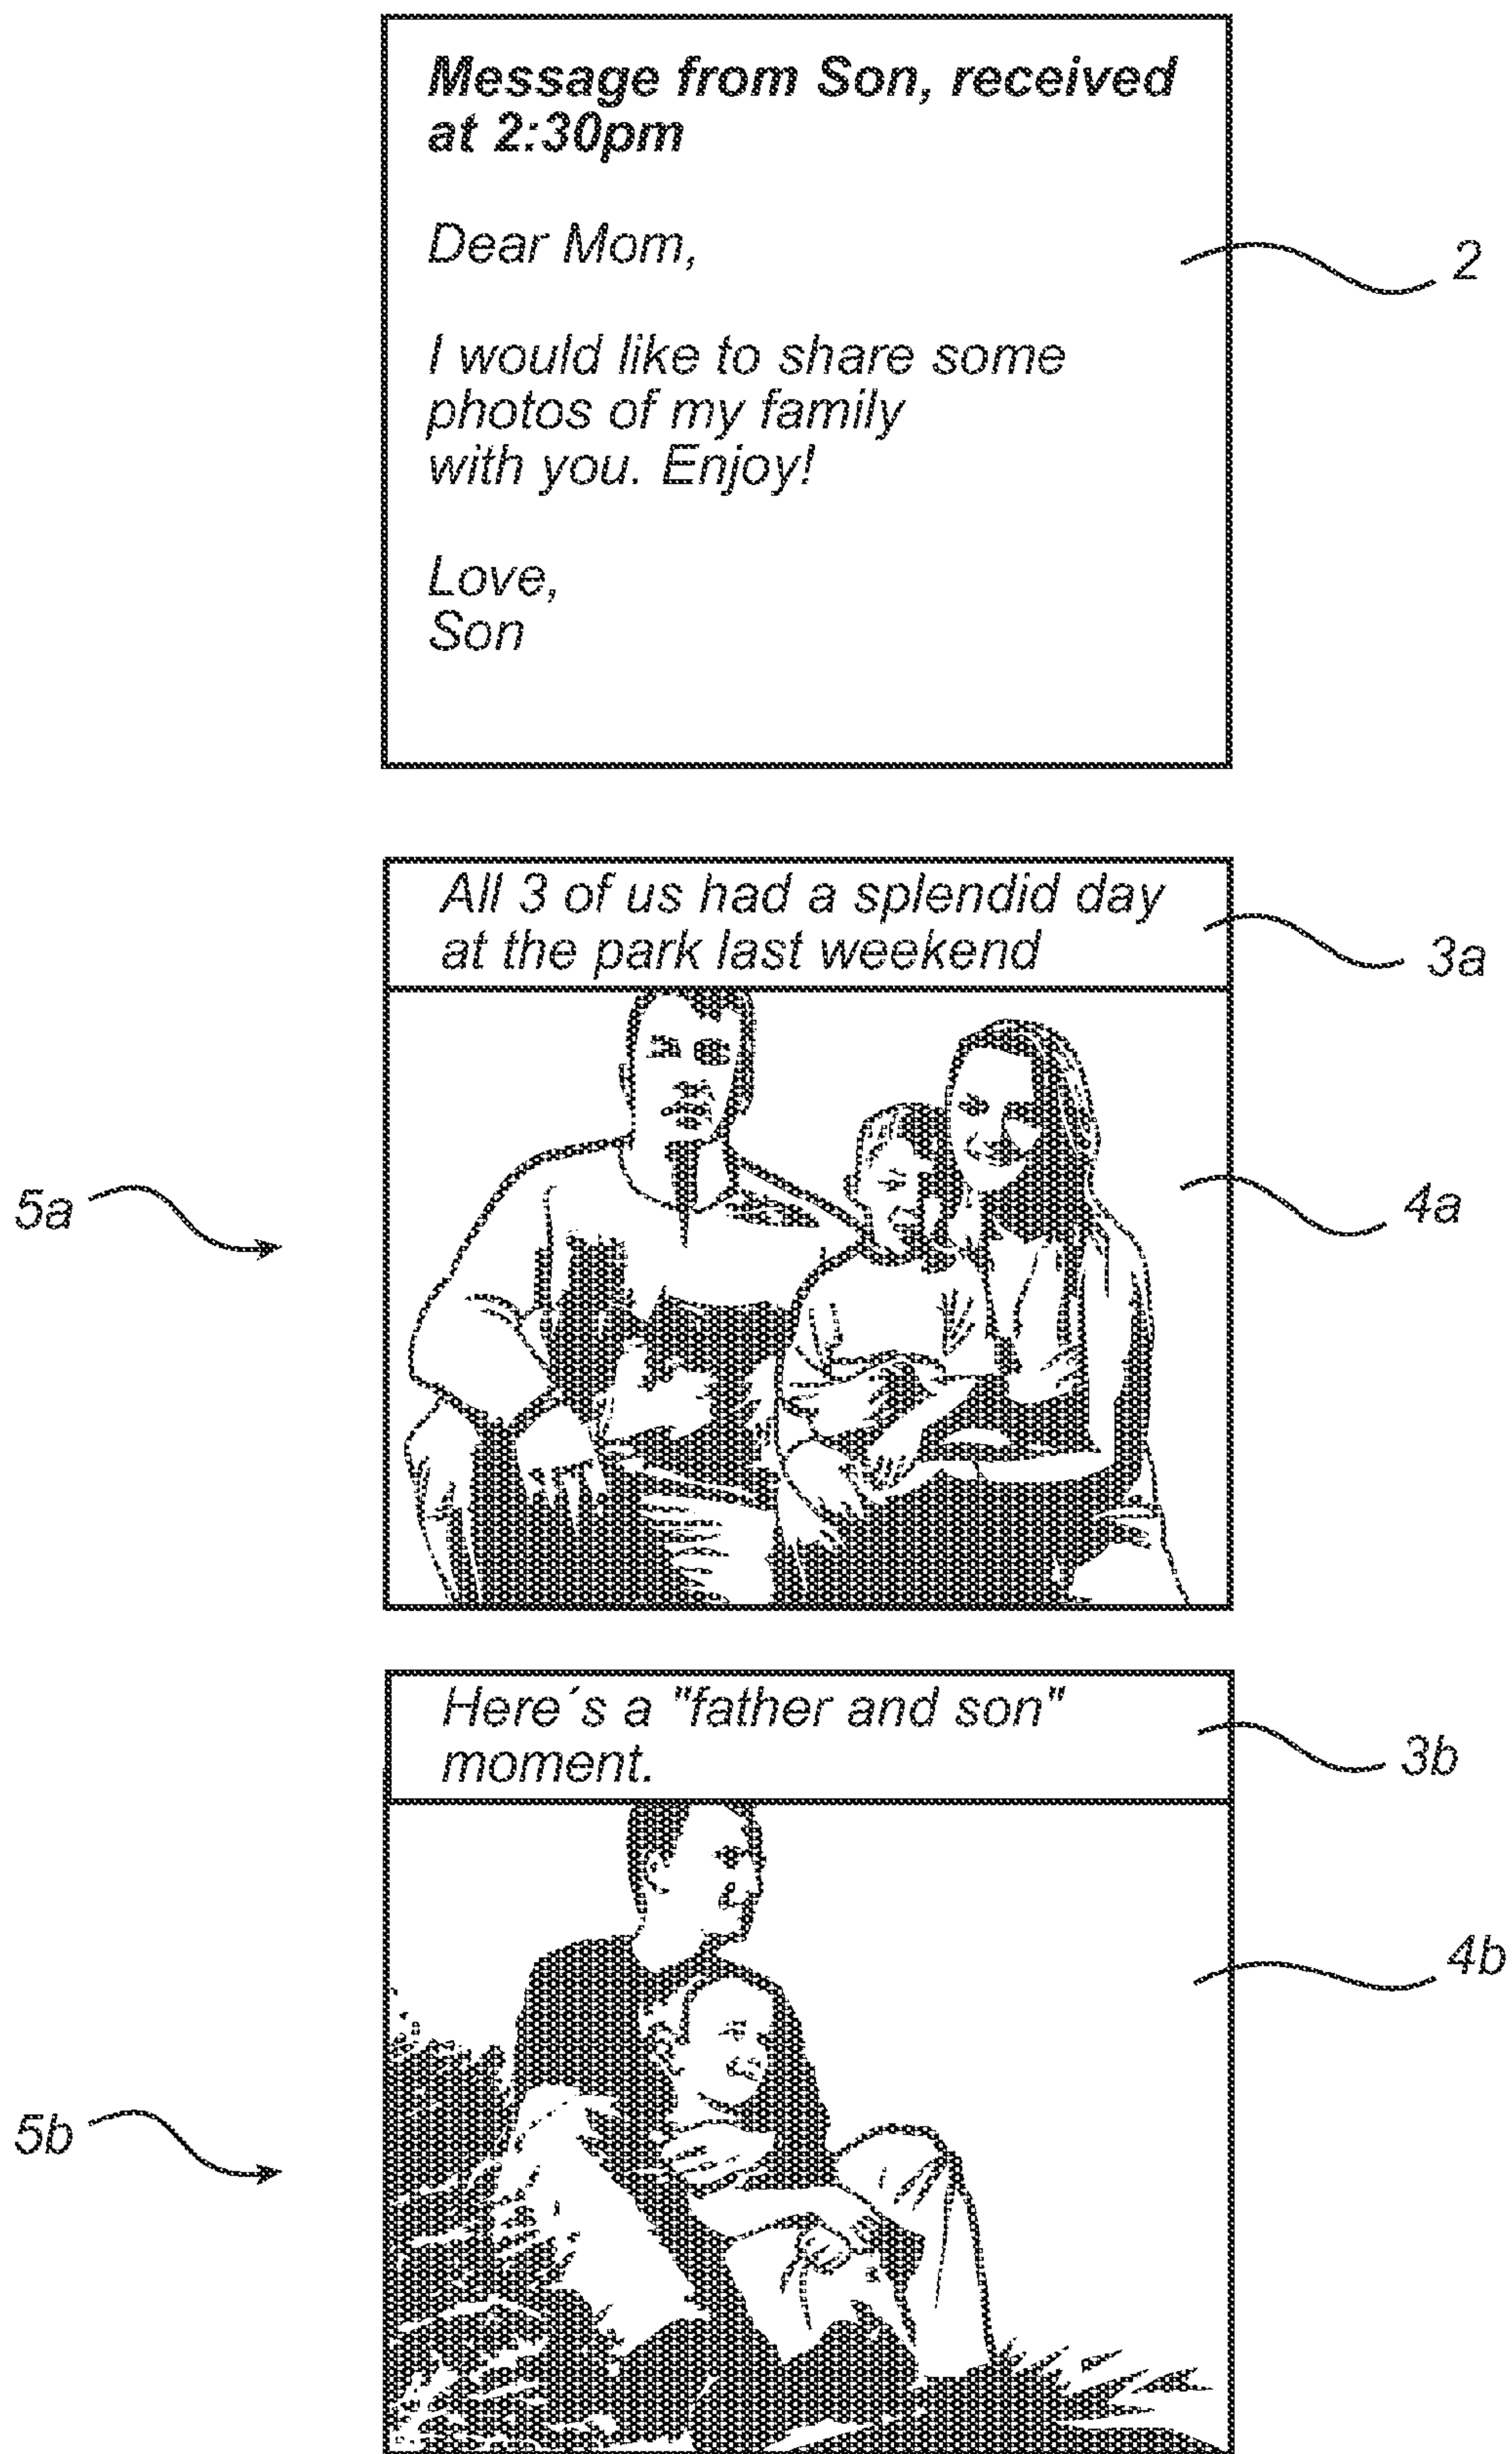 Message from Son, received
at 2:30pm
Dear Mom,
2
I would like to share some
photos of my family
with you. Enjoy!
Love,
Son
All 3 of us had a splendid day
at the park last weekend
3a
5a
4a
Here´s a "father and son"
moment.
3b
4b
5b